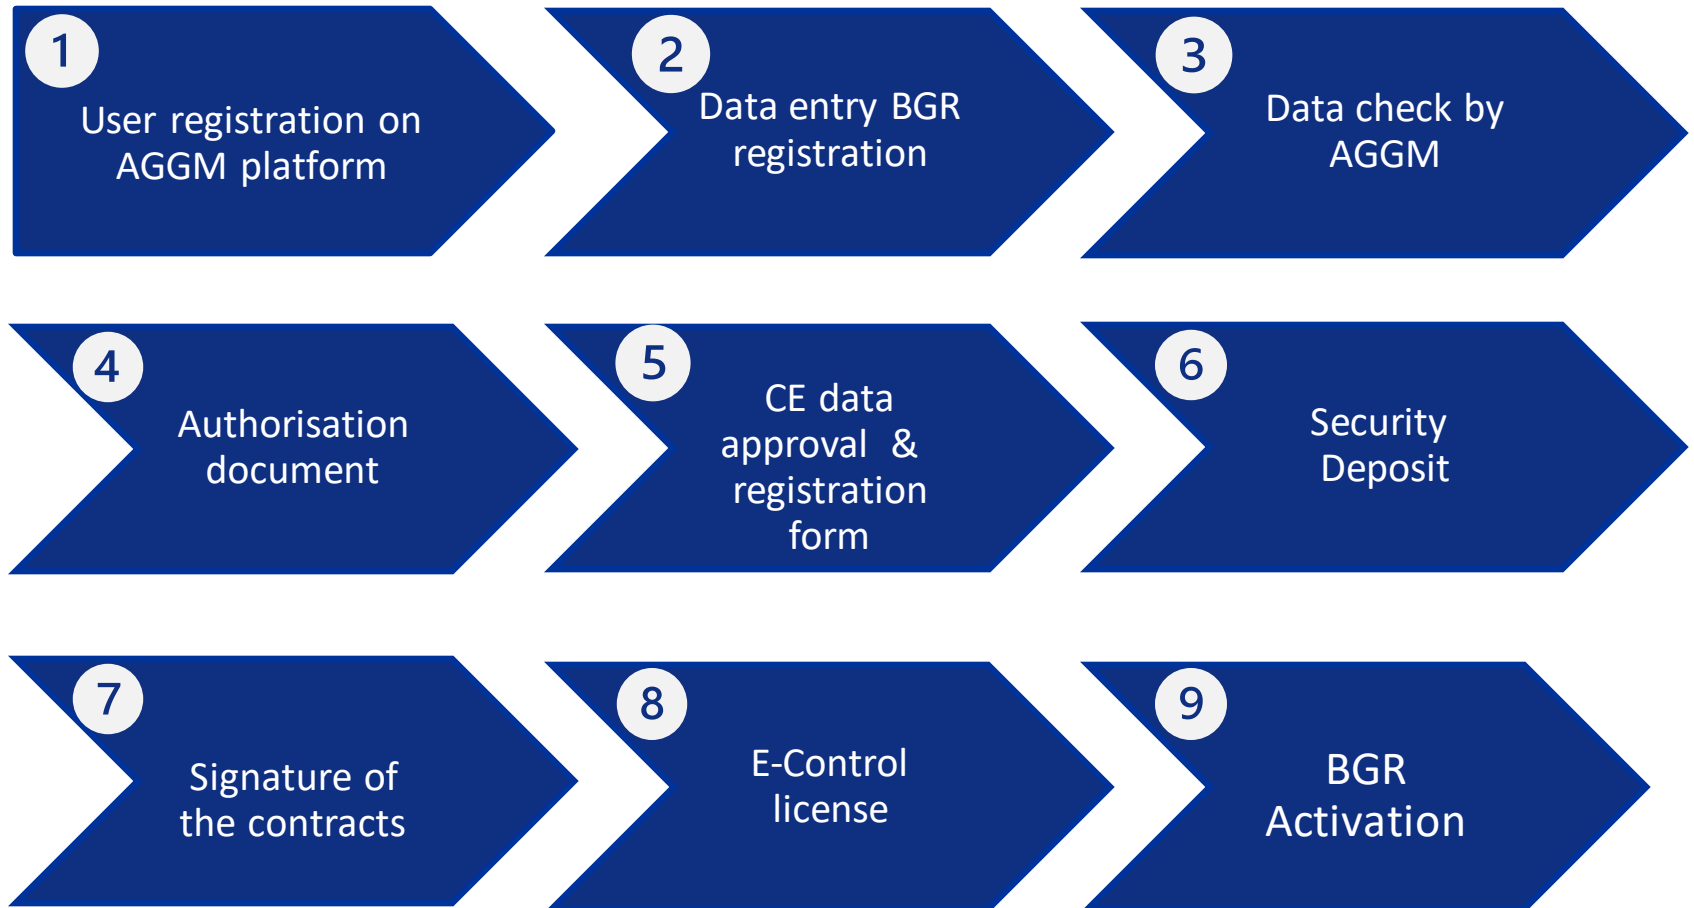 1
User registration on
AGGM platform
2
Data entry BGR
registration
3
Data check by
AGGM
4
Authorisation
document
5
CE data
approval & 
registration
form
6
Security
Deposit
7
Signature of
the contracts
8
E-Control
license
9
BGR
Activation